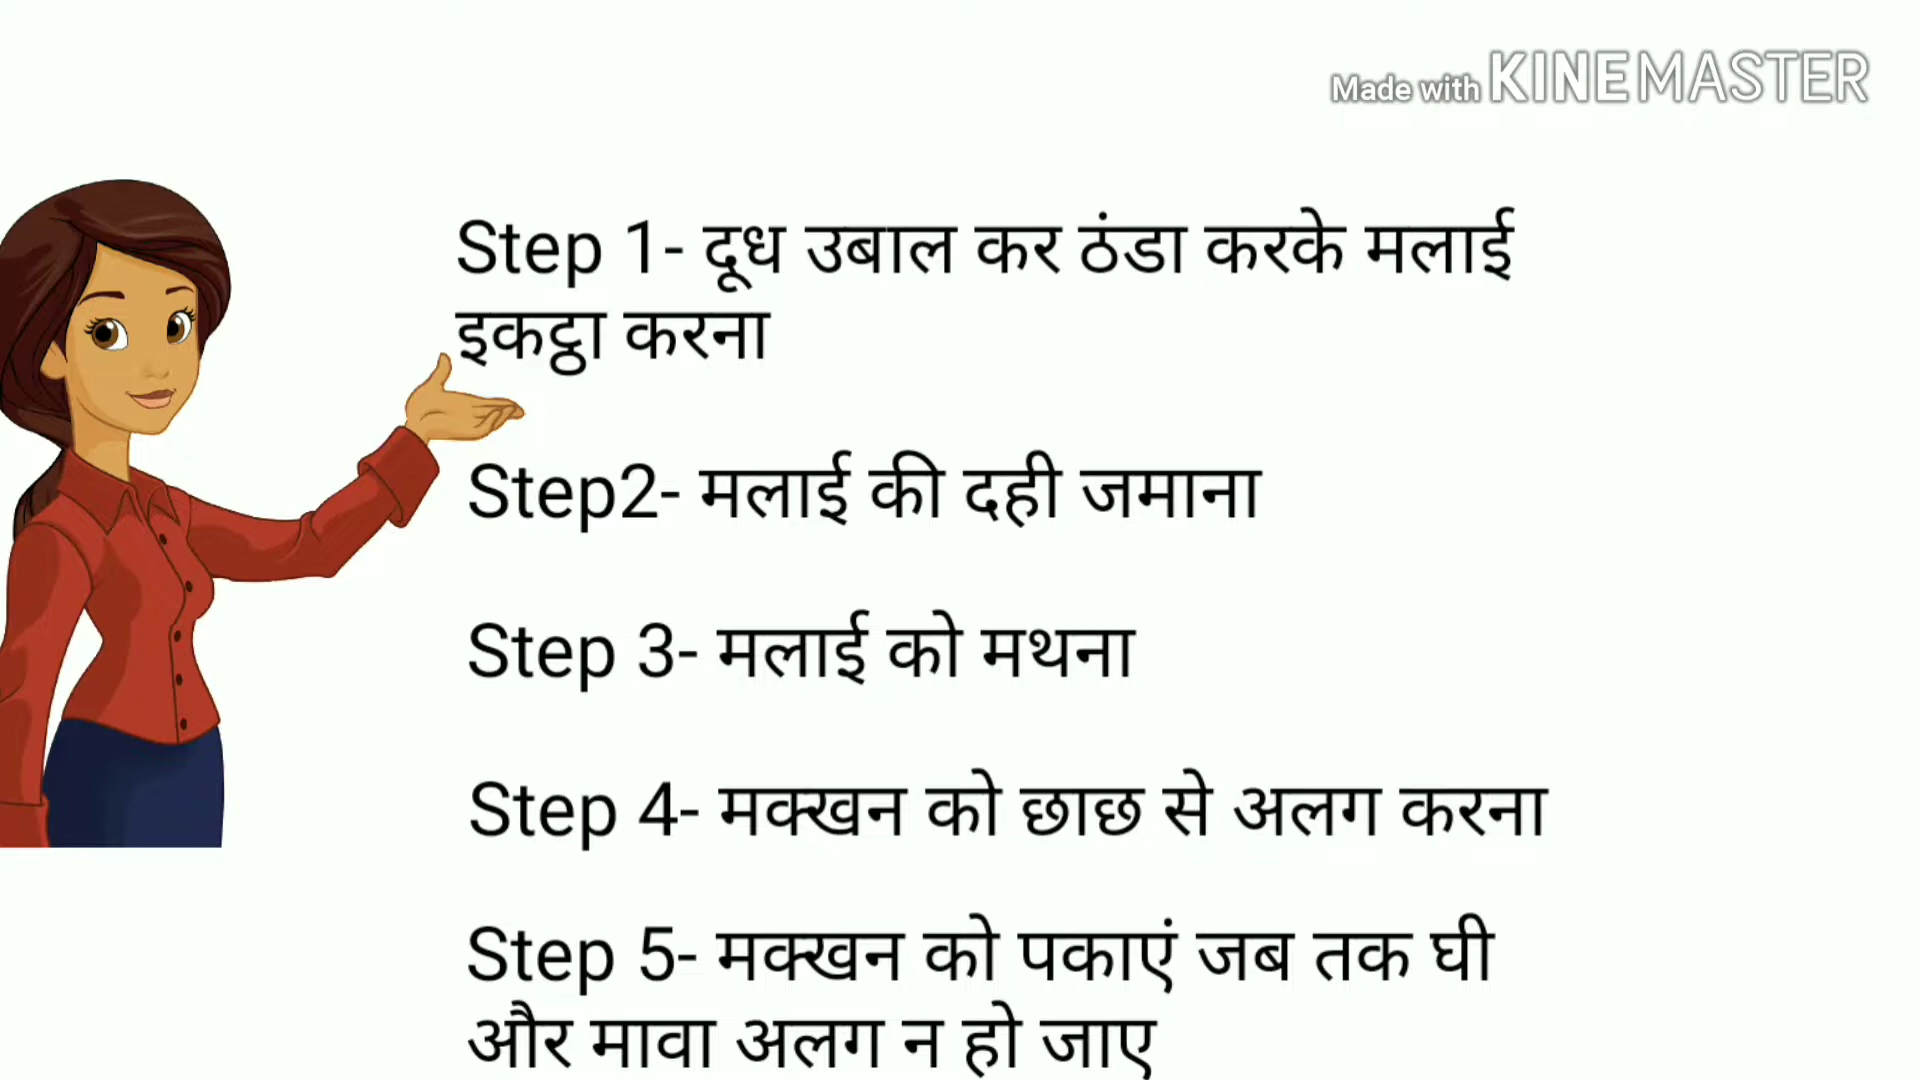 Made with KINEMASTER
Step 1- दूध उबाल कर ठंडा करके मलाई
इकट्ठा करना
Step2- मलाई की दही जमाना
Step 3- मलाई को मथना
Step 4- मक्खन को छाछ से अलग करना
Step 5- मक्खन को पकाएं जब तक घी
और मावा अलग न हो जाए